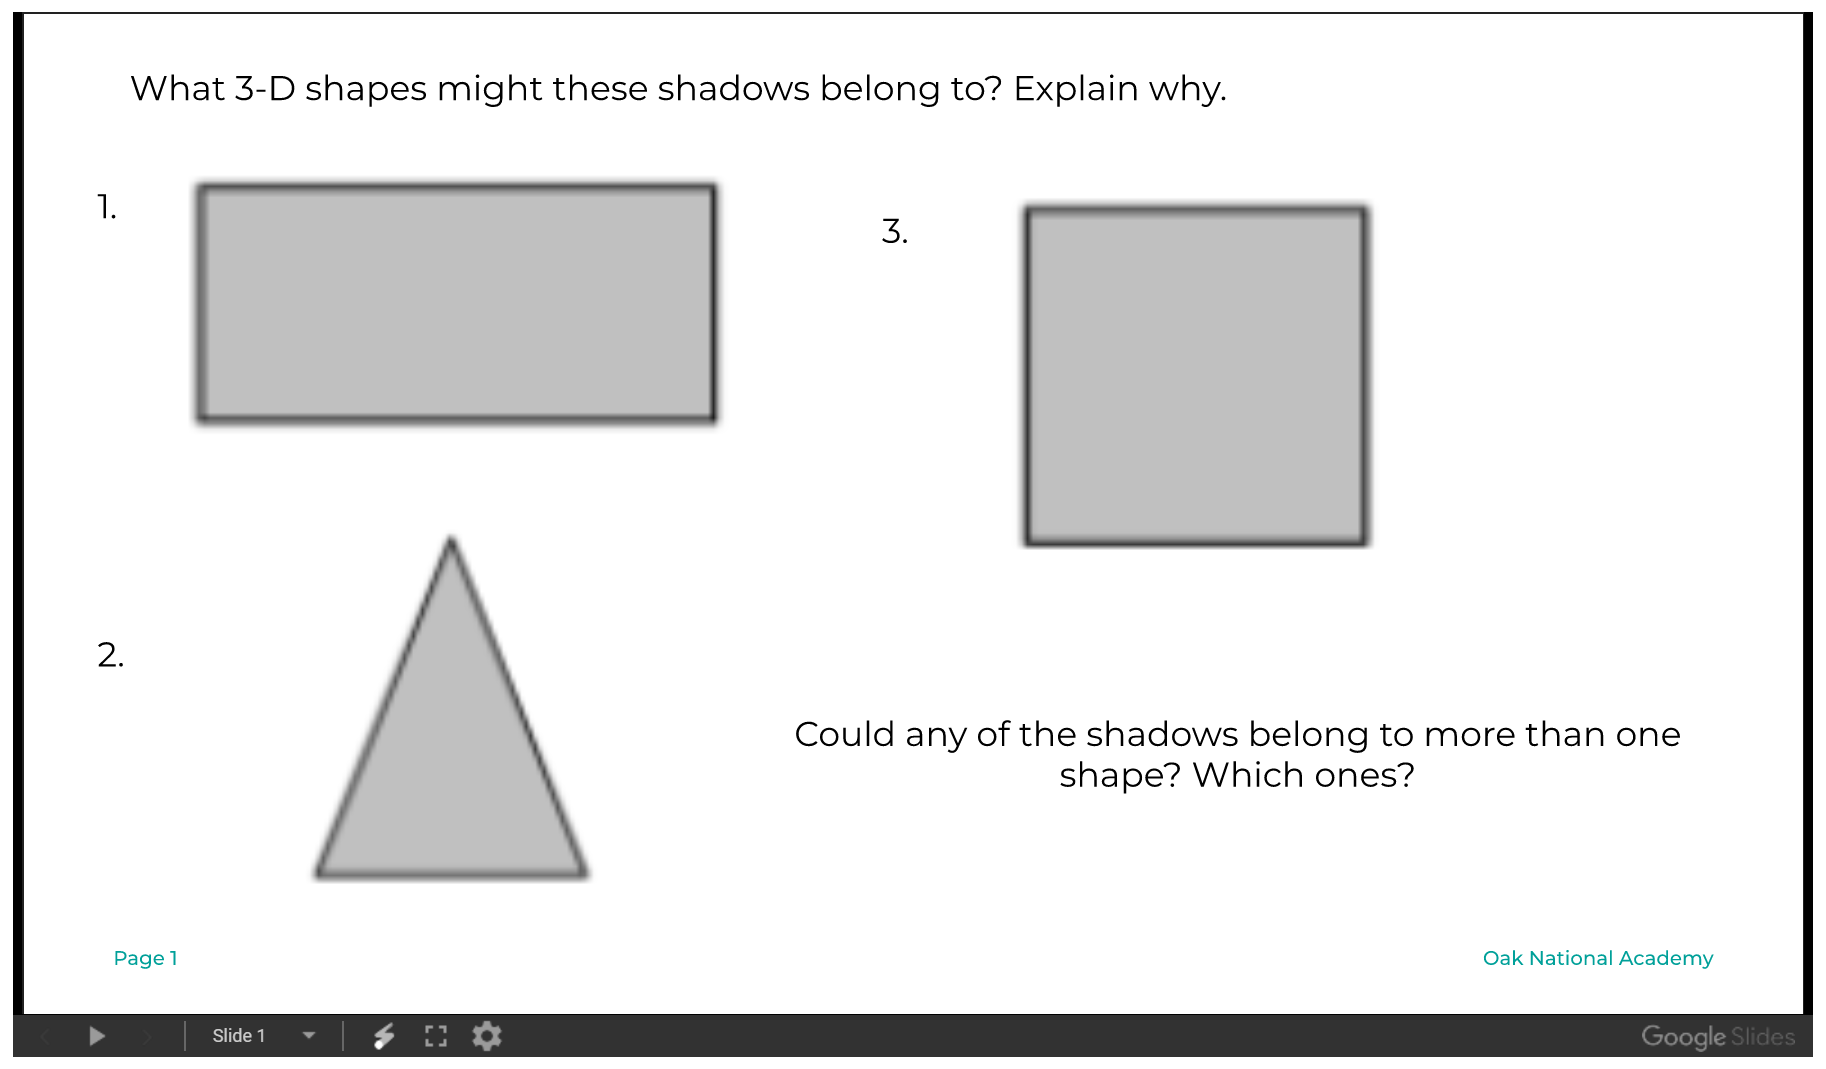 What 3-D shapes might these shadows belong to? Explain why.
1.
3.
2.
Could any of the shadows belong to more than one
shape? Which ones?
Page 1
Oak National Academy
Slide 1
Google Slides